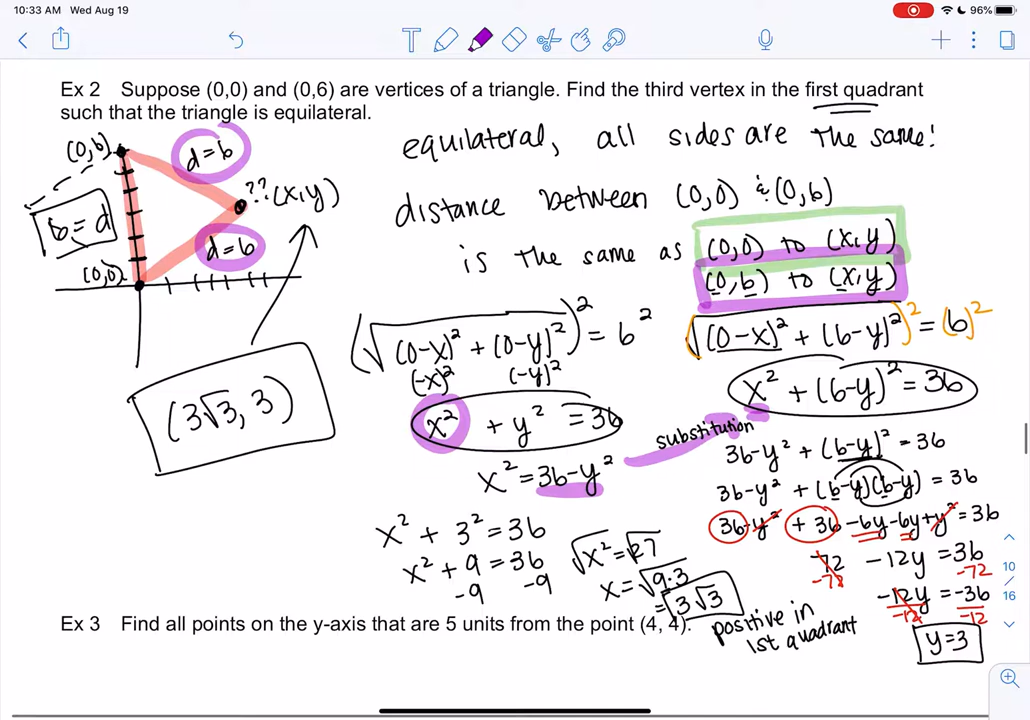 10:33 AM Wed Aug 19
96%
Ex 2 Suppose (0,0) and (0,6) are vertices of a triangle. Find the third vertex in the first quadrant
such that the triangle is equilateral.
(0,6)
d=6
??(x,y)
6=d
d=6
(0,0)
(3√3, 3)
equilateral, all sides are the same!
distance between (0,0) & (0,6)
is the same as (0,0) to (x,y)
(0,6) to (x,y)
(√(0-x)² + (0-y)²)² = 6²
(-x)² (-y)²
x² + y² = 36
x² = 36-y²
substitution
x² + 3² = 36
x² + 9 = 36
-9 -9
√x² = √27
x = √9·3
= 3√3
positive in
1st quadrant
(√(0-x)² + (6-y)²)² = (6)²
x² + (6-y)² = 36
36-y² + (6-y)² = 36
36-y² + (6-y)(6-y) = 36
36-y² + 36-6y-6y+y² = 36
72 -12y = 36
-72 -72
-12y = -36
-12 -12
y=3
Ex 3 Find all points on the y-axis that are 5 units from the point (4, 4).
10
16